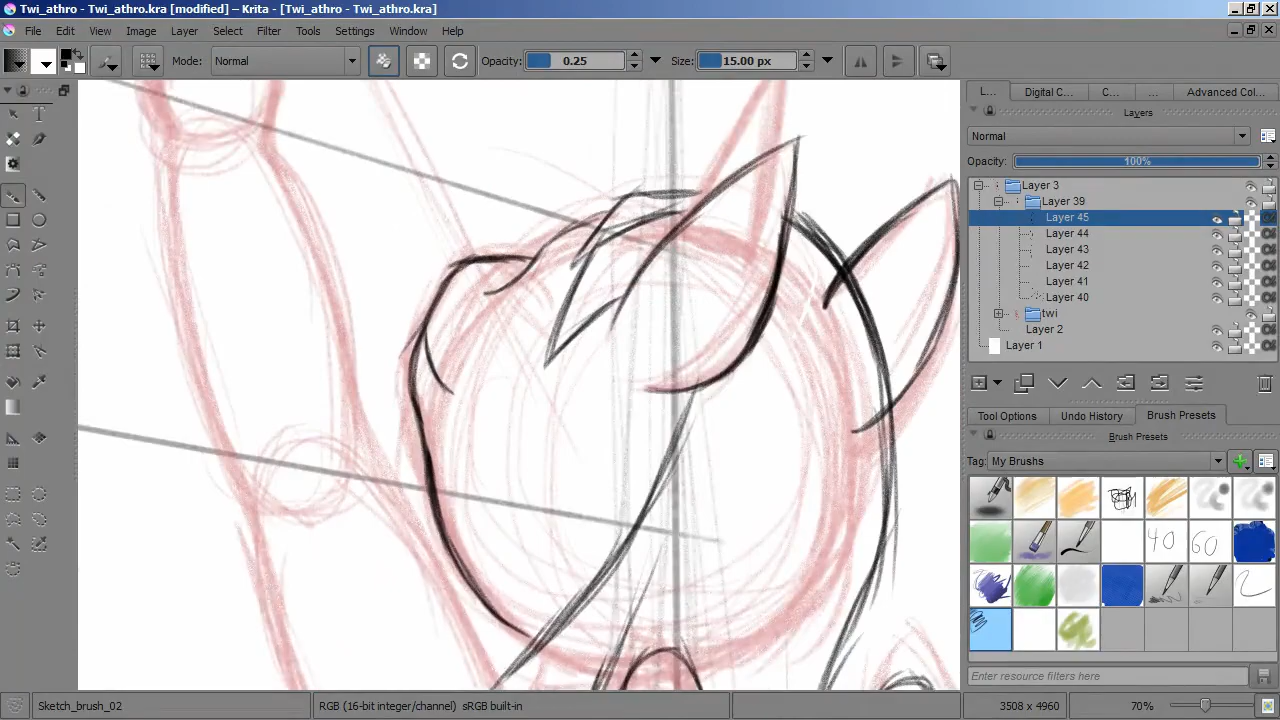 Twi_athro - Twi_athro.kra [modified] – Krita - [Twi_athro - Twi_athro.kra]
File Edit View Image Layer Select Filter Tools Settings Window Help
Mode: Normal Opacity: 0.25 Size: 15.00 px
L... Digital C... C... ... Advanced Col...
Layers
Normal
Opacity: 100%
Layer 3
Layer 39
Layer 45
Layer 44
Layer 43
Layer 42
Layer 41
Layer 40
twi
Layer 2
Layer 1
Tool Options Undo History Brush Presets
Brush Presets
Tag: My Brushes
40 60
Enter resource filters here
Sketch_brush_02 RGB (16-bit integer/channel) sRGB built-in 3508 x 4960 70%